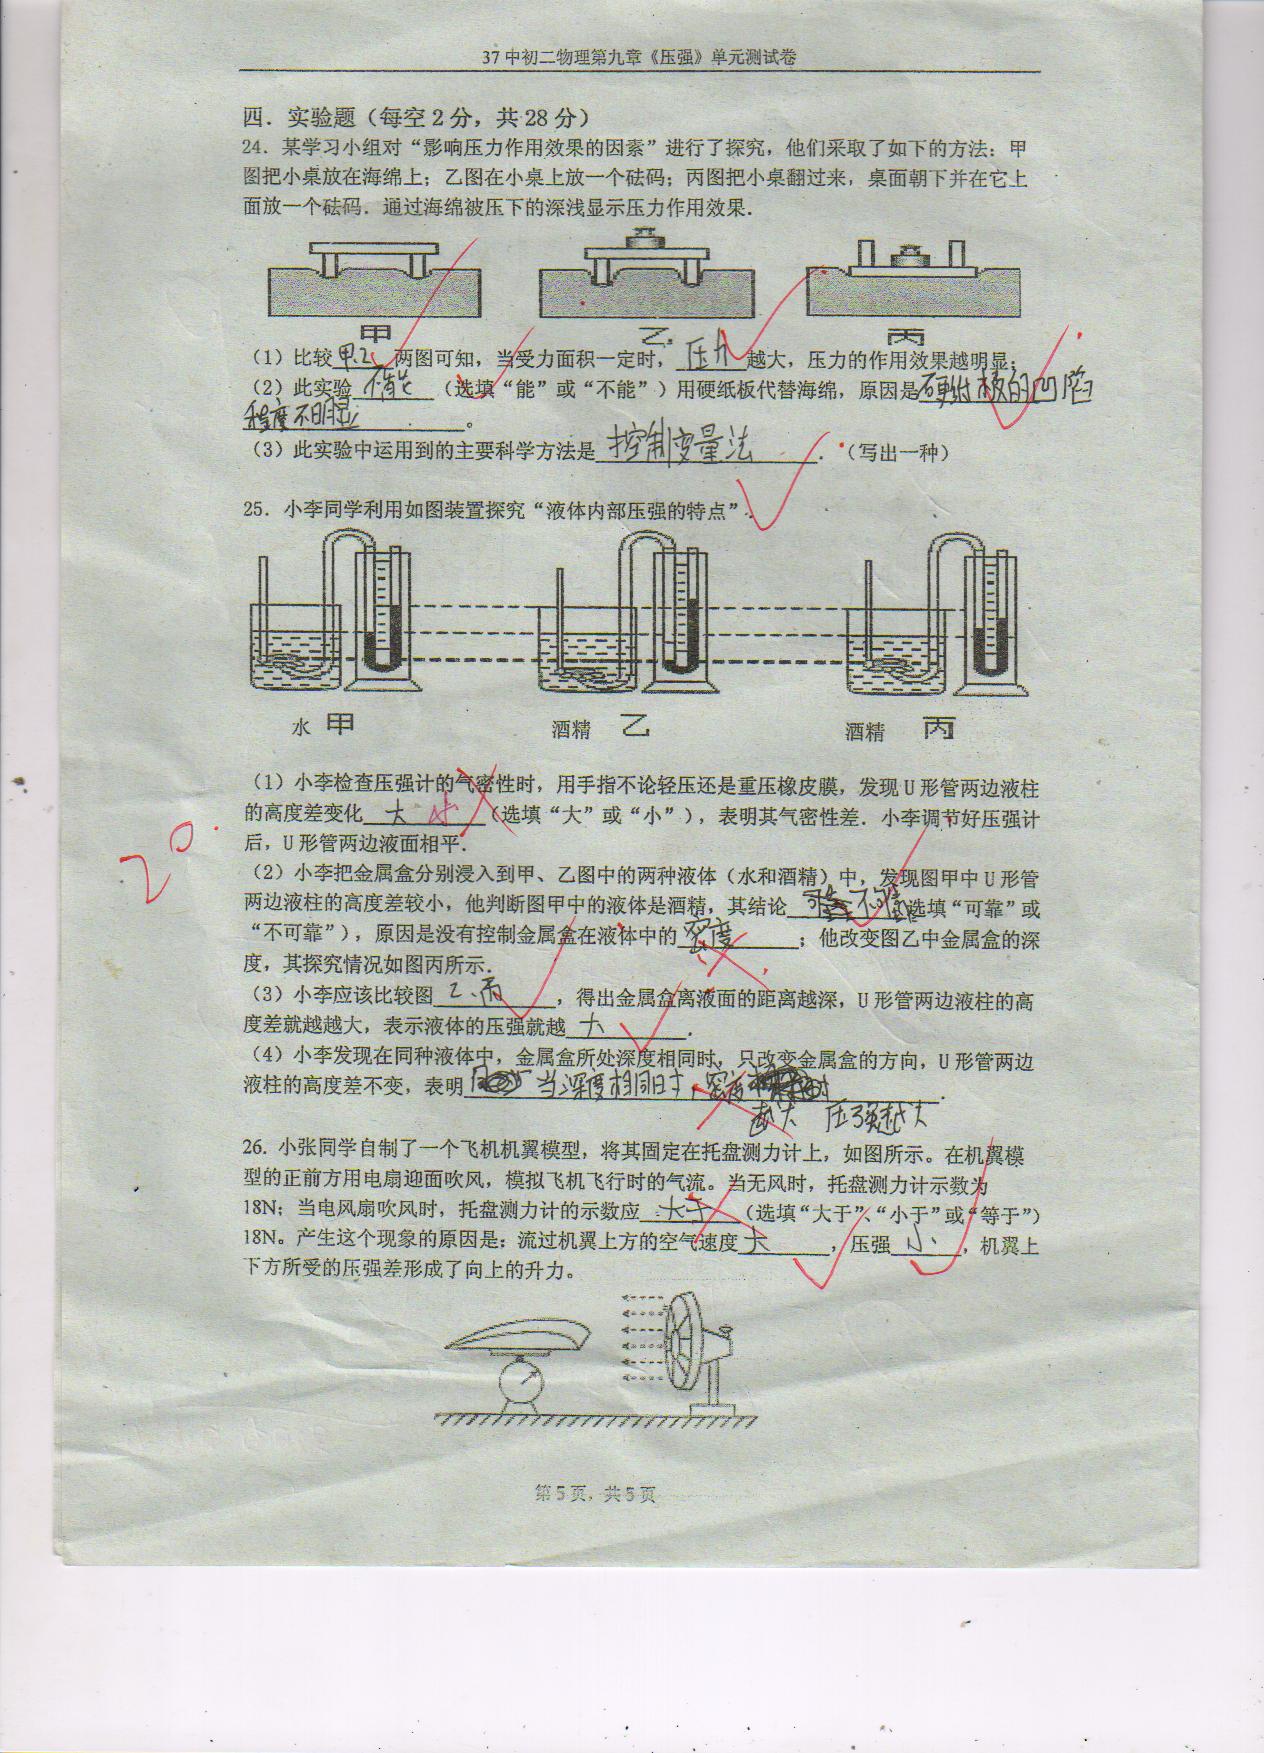 37中初二物理第九章《压强》单元测试卷
四．实验题（每空2分，共28分）
24．某学习小组对“影响压力作用效果的因素”进行了探究，他们采取了如下的方法：甲
图把小桌放在海绵上；乙图在小桌上放一个砝码；丙图把小桌翻过来，桌面朝下并在它上
面放一个砝码．通过海绵被压下的深浅显示压力作用效果．
甲 乙 丙
（1）比较甲乙两图可知，当受力面积一定时，压力越大，压力的作用效果越明显；
（2）此实验不能（选填“能”或“不能”）用硬纸板代替海绵，原因是硬纸板的凹陷
程度不明显。
（3）此实验中运用到的主要科学方法是控制变量法．（写出一种）
25．小李同学利用如图装置探究“液体内部压强的特点”．
水 甲 酒精 乙 酒精 丙
（1）小李检查压强计的气密性时，用手指不论轻压还是重压橡皮膜，发现U形管两边液柱
的高度差变化大 小（选填“大”或“小”），表明其气密性差．小李调节好压强计
后，U形管两边液面相平．
（2）小李把金属盒分别浸入到甲、乙图中的两种液体（水和酒精）中，发现图甲中U形管
两边液柱的高度差较小，他判断图甲中的液体是酒精，其结论不可靠（选填“可靠”或
“不可靠”），原因是没有控制金属盒在液体中的密度；他改变图乙中金属盒的深
度，其探究情况如图丙所示．
（3）小李应该比较图乙、丙，得出金属盒离液面的距离越深，U形管两边液柱的高
度差就越越大，表示液体的压强就越大．
（4）小李发现在同种液体中，金属盒所处深度相同时，只改变金属盒的方向，U形管两边
液柱的高度差不变，表明当深度相同时，密度．
越大 压强越大
20
26. 小张同学自制了一个飞机机翼模型，将其固定在托盘测力计上，如图所示。在机翼模
型的正前方用电扇迎面吹风，模拟飞机飞行时的气流。当无风时，托盘测力计示数为
18N；当电风扇吹风时，托盘测力计的示数应大于（选填“大于”、“小于”或“等于”）
18N。产生这个现象的原因是：流过机翼上方的空气速度大，压强小，机翼上
下方所受的压强差形成了向上的升力。
第5页，共5页